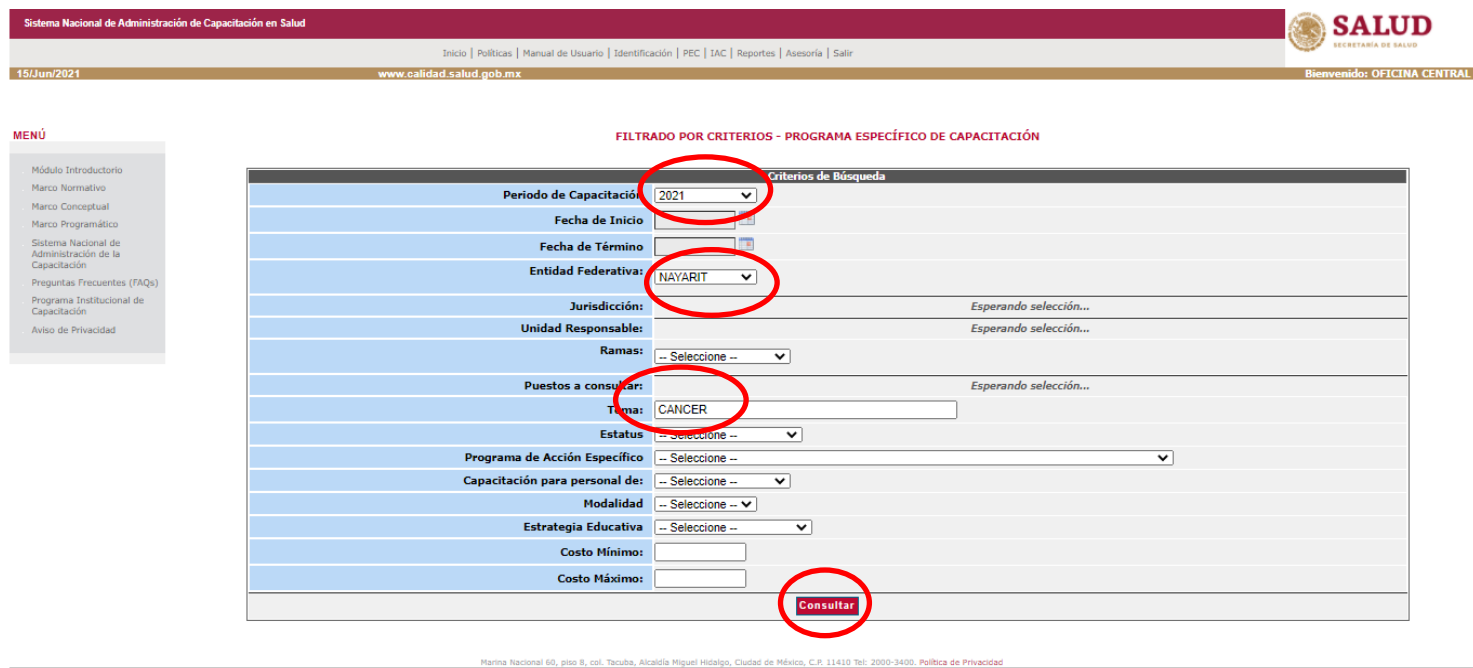 Sistema Nacional de Administración de Capacitación en Salud
SALUD
SECRETARÍA DE SALUD
Inicio | Políticas | Manual de Usuario | Identificación | PEC | IAC | Reportes | Asesoría | Salir
15/Jun/2021 www.calidad.salud.gob.mx Bienvenido: OFICINA CENTRAL
MENÚ
Módulo Introductorio
Marco Normativo
Marco Conceptual
Marco Programático
Sistema Nacional de
Administración de la
Capacitación
Preguntas Frecuentes (FAQs)
Programa Institucional de
Capacitación
Aviso de Privacidad
FILTRADO POR CRITERIOS - PROGRAMA ESPECÍFICO DE CAPACITACIÓN
Criterios de Búsqueda
Periodo de Capacitación 2021
Fecha de Inicio
Fecha de Término
Entidad Federativa: NAYARIT
Jurisdicción: Esperando selección...
Unidad Responsable: Esperando selección...
Ramas: -- Seleccione --
Puestos a consultar: Esperando selección...
Tema: CANCER
Estatus -- Seleccione --
Programa de Acción Específico -- Seleccione --
Capacitación para personal de: -- Seleccione --
Modalidad -- Seleccione --
Estrategia Educativa -- Seleccione --
Costo Mínimo:
Costo Máximo:
Consultar
Marina Nacional 60, piso 8, col. Tacuba, Alcaldía Miguel Hidalgo, Ciudad de México, C.P. 11410 Tel: 2000-3400. Política de Privacidad